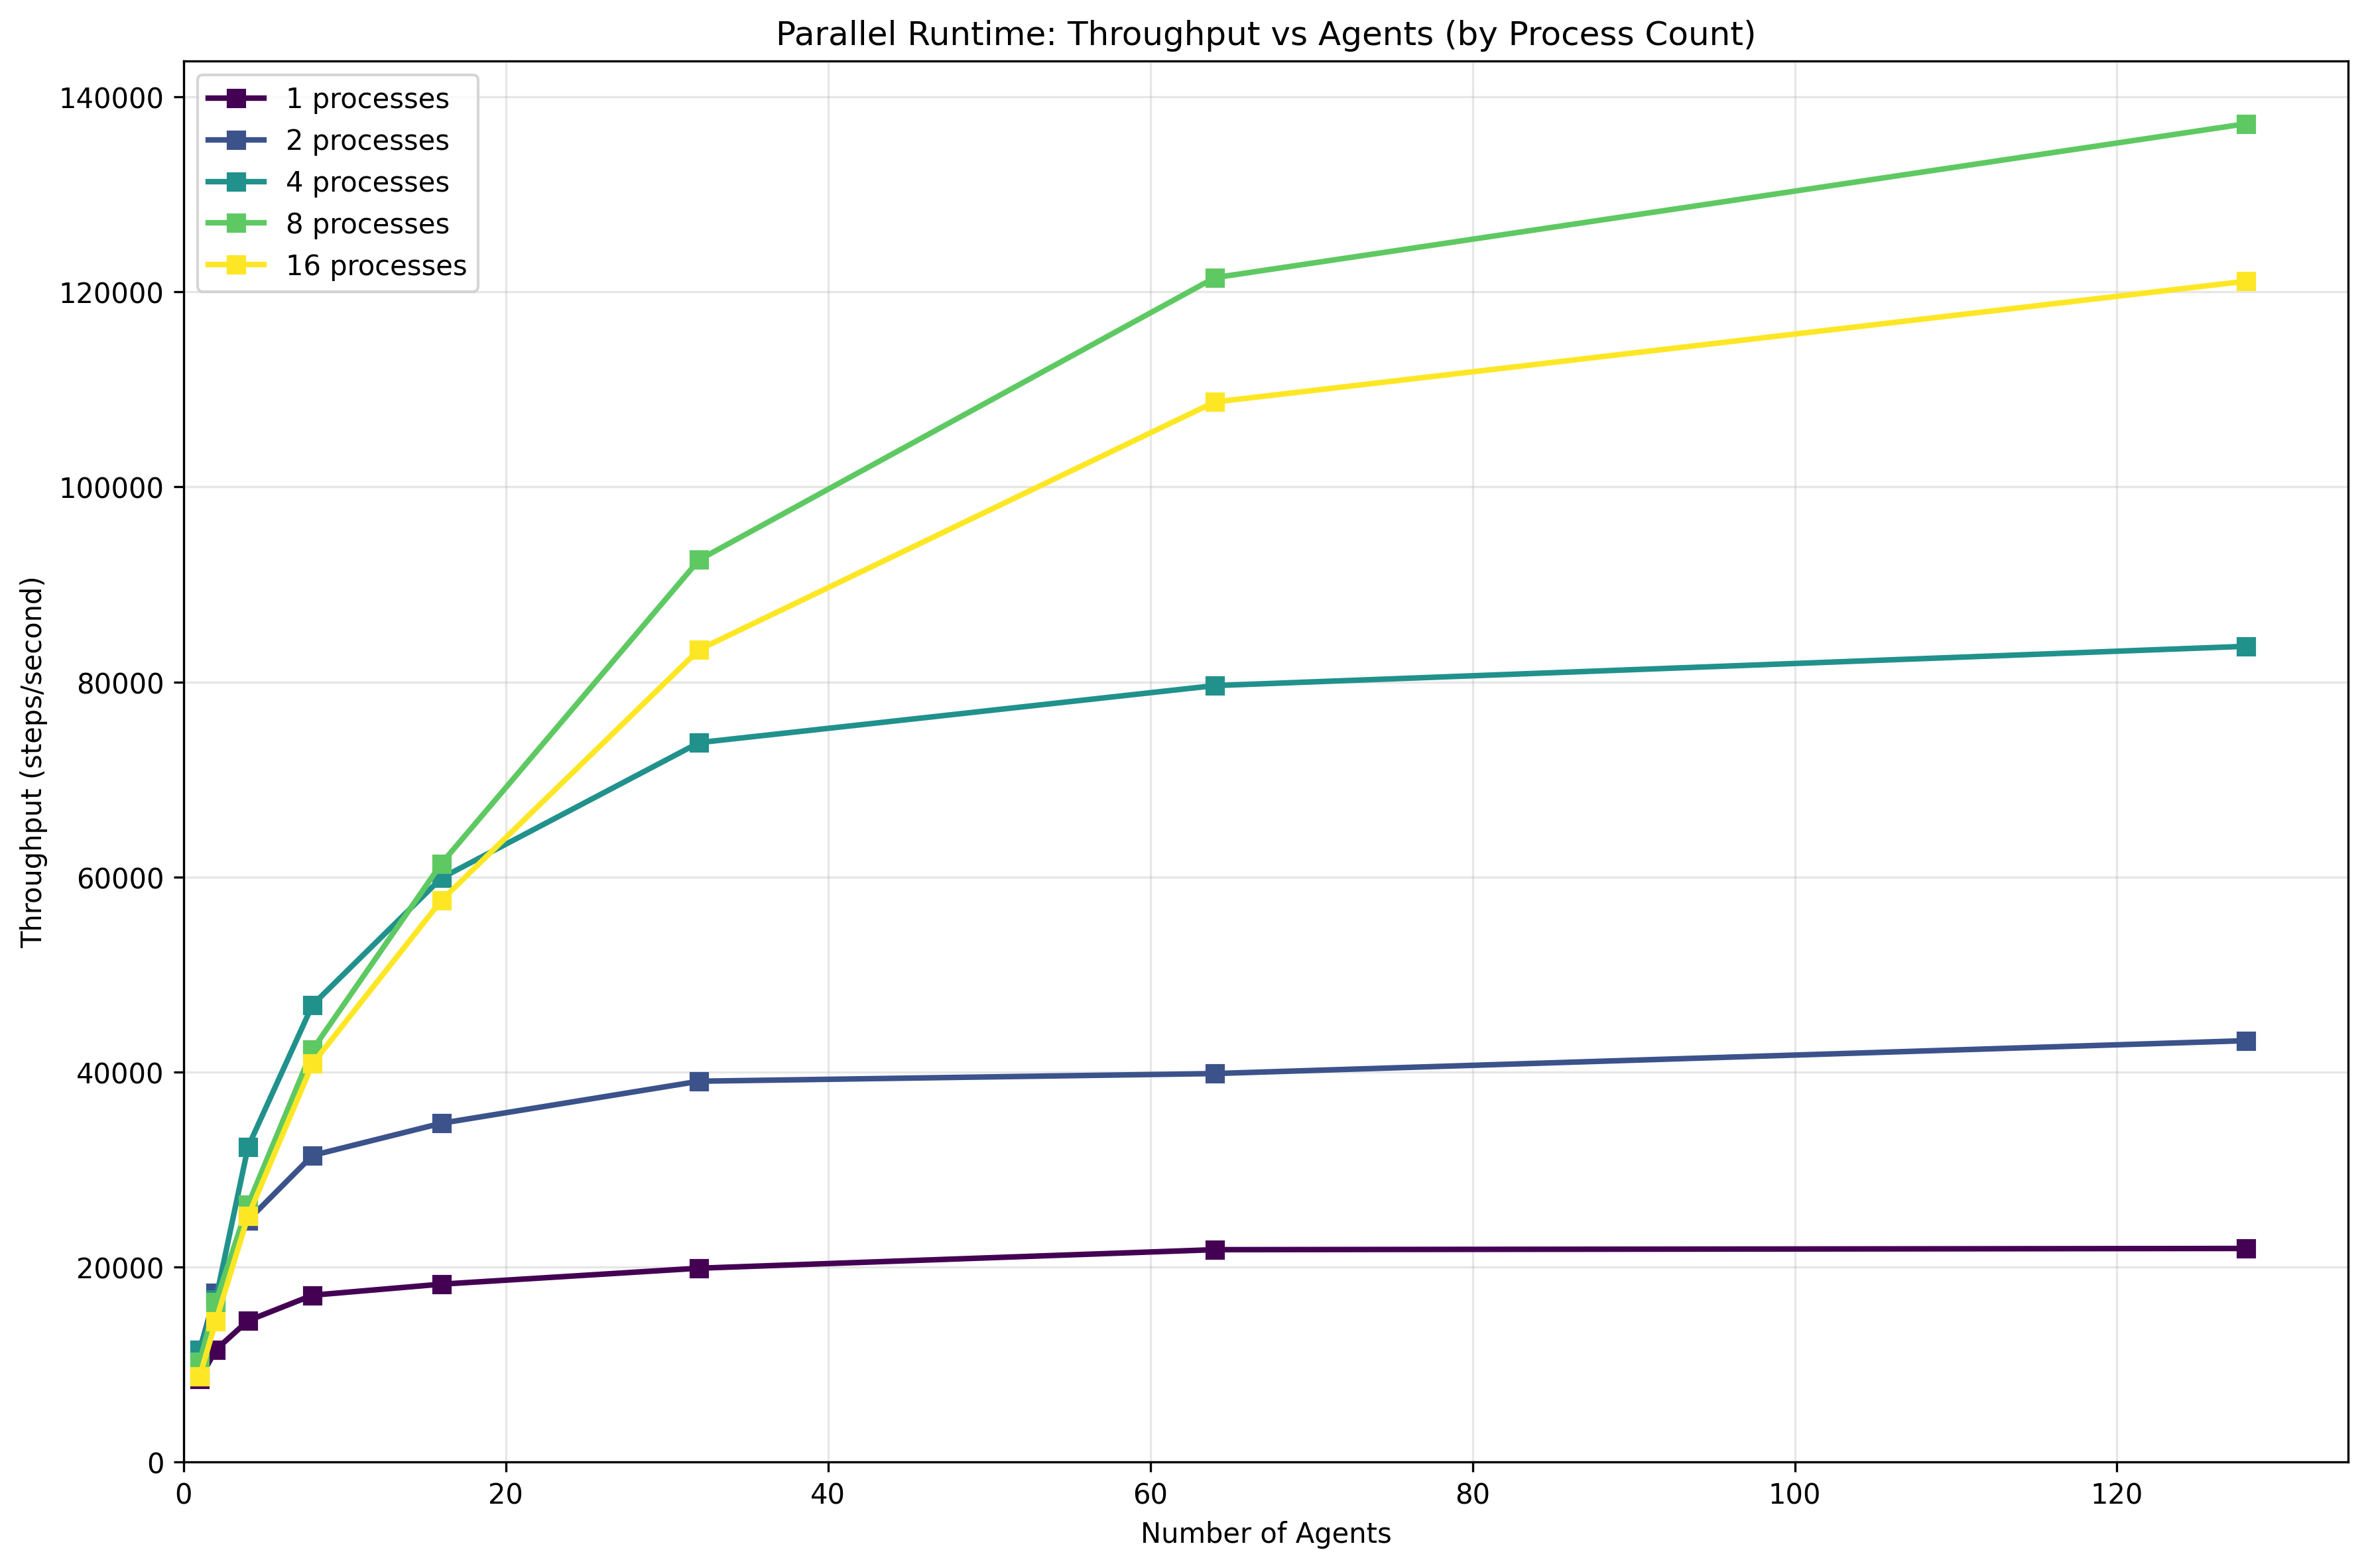 Parallel Runtime: Throughput vs Agents (by Process Count)
1 processes
2 processes
4 processes
8 processes
16 processes
140000
120000
100000
80000
60000
40000
20000
0
Throughput (steps/second)
0 20 40 60 80 100 120
Number of Agents